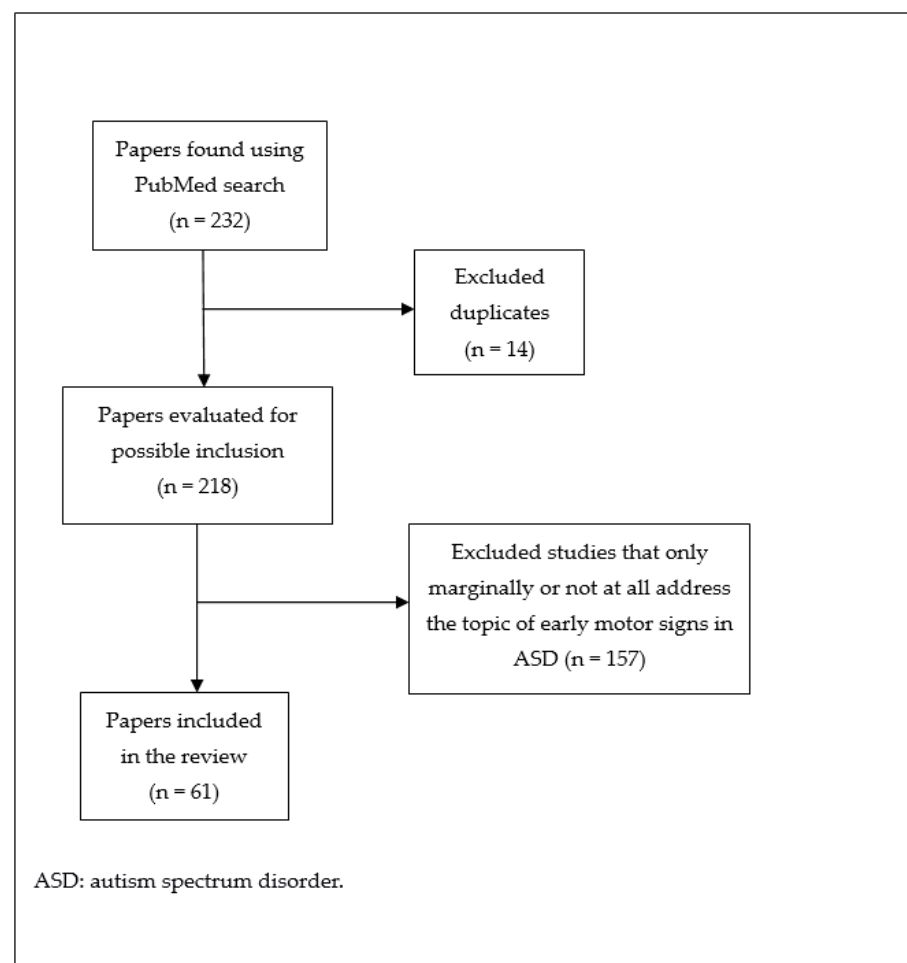 Papers found using
PubMed search
(n = 232)
Excluded
duplicates
(n = 14)
Papers evaluated for
possible inclusion
(n = 218)
Excluded studies that only
marginally or not at all address
the topic of early motor signs in
ASD (n = 157)
Papers included
in the review
(n = 61)
ASD: autism spectrum disorder.